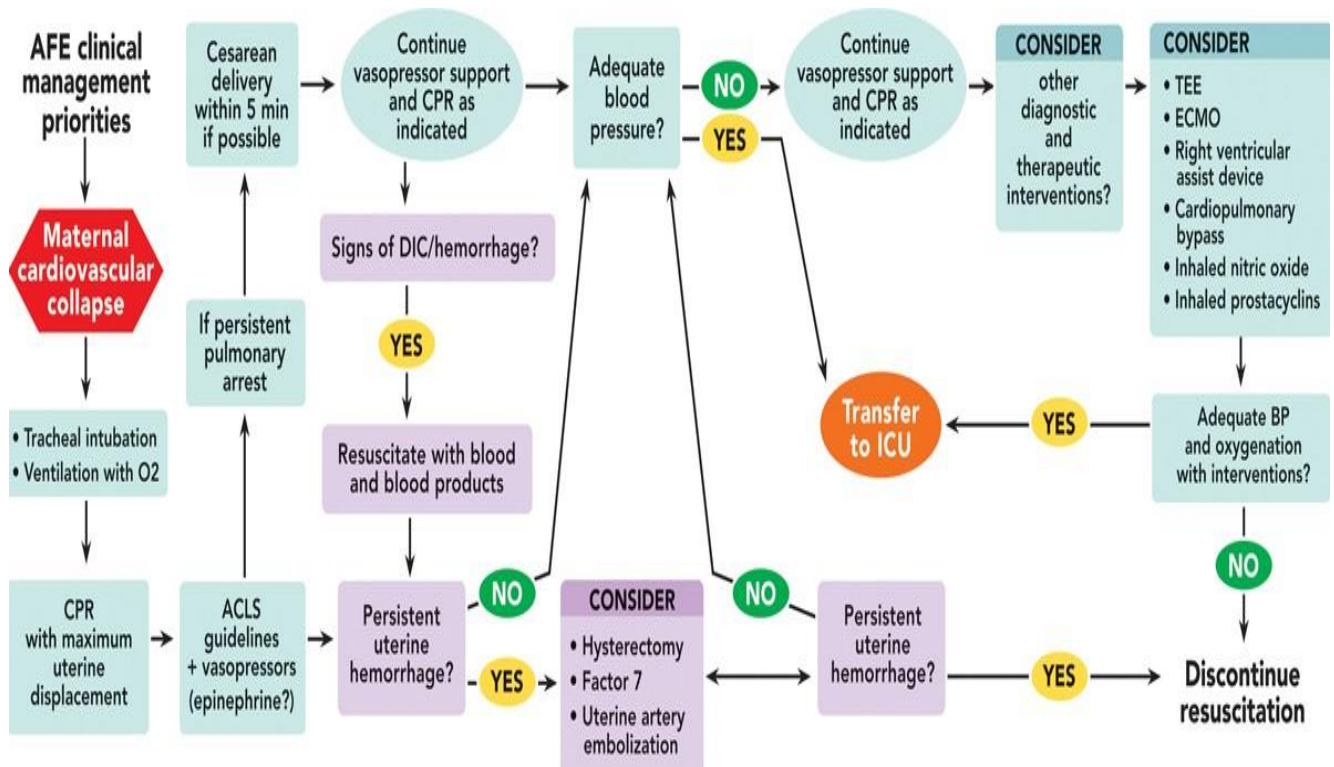 AFE clinical
management
priorities
Maternal
cardiovascular
collapse
• Tracheal intubation
• Ventilation with O2
CPR
with maximum
uterine
displacement
ACLS
guidelines
+ vasopressors
(epinephrine?)
If persistent
pulmonary
arrest
Cesarean
delivery
within 5 min
if possible
Continue
vasopressor support
and CPR as
indicated
Signs of DIC/hemorrhage?
YES
Resuscitate with blood
and blood products
Persistent
uterine
hemorrhage?
NO
YES
CONSIDER
• Hysterectomy
• Factor 7
• Uterine artery
embolization
Persistent
uterine
hemorrhage?
NO
YES
Adequate
blood
pressure?
NO
YES
Continue
vasopressor support
and CPR as
indicated
CONSIDER
other
diagnostic
and
therapeutic
interventions?
CONSIDER
• TEE
• ECMO
• Right ventricular
assist device
• Cardiopulmonary
bypass
• Inhaled nitric oxide
• Inhaled prostacyclins
Adequate BP
and oxygenation
with interventions?
YES
Transfer
to ICU
NO
Discontinue
resuscitation